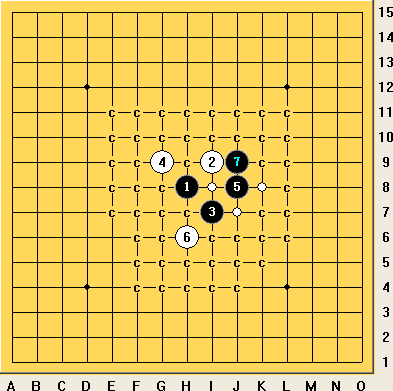 15
14
13
12
c c c c c c c c 11
c c c c c c c c 10
c c 4 c 2 7 c c 9
c c c 1 5 c 8
c c c c 3 c c 7
c c 6 c c c c 6
c c c c c c 5
c c c c c 4
3
2
1
A B C D E F G H I J K L M N O